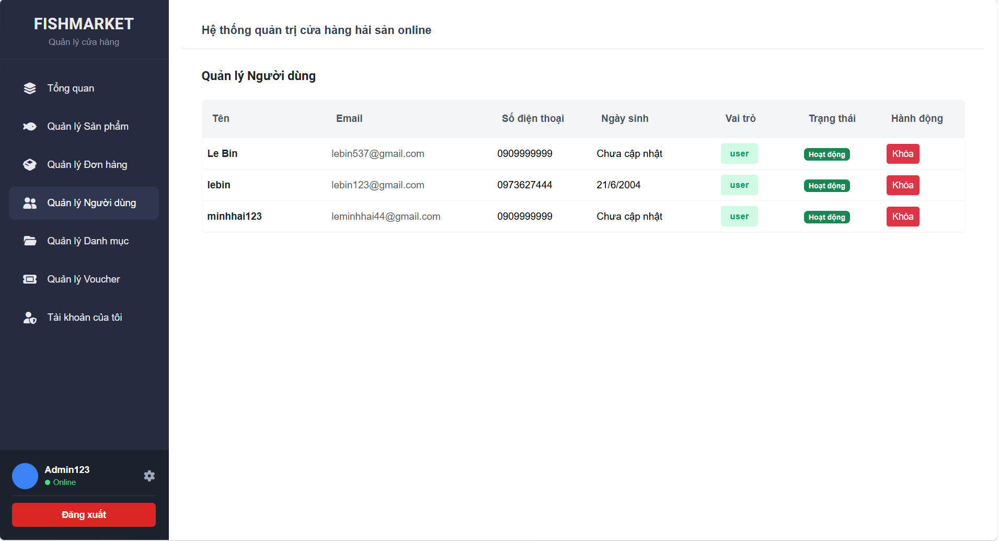 FISHMARKET
Quản lý cửa hàng
Tổng quan
Quản lý Sản phẩm
Quản lý Đơn hàng
Quản lý Người dùng
Quản lý Danh mục
Quản lý Voucher
Tài khoản của tôi
Admin123
Online
Đăng xuất
Hệ thống quản trị cửa hàng hải sản online
Quản lý Người dùng
Tên Email Số điện thoại Ngày sinh Vai trò Trạng thái Hành động
Le Bin lebin537@gmail.com 0909999999 Chưa cập nhật user Hoạt động Khóa
lebin lebin123@gmail.com 0973627444 21/6/2004 user Hoạt động Khóa
minhhai123 leminhhai44@gmail.com 0909999999 Chưa cập nhật user Hoạt động Khóa